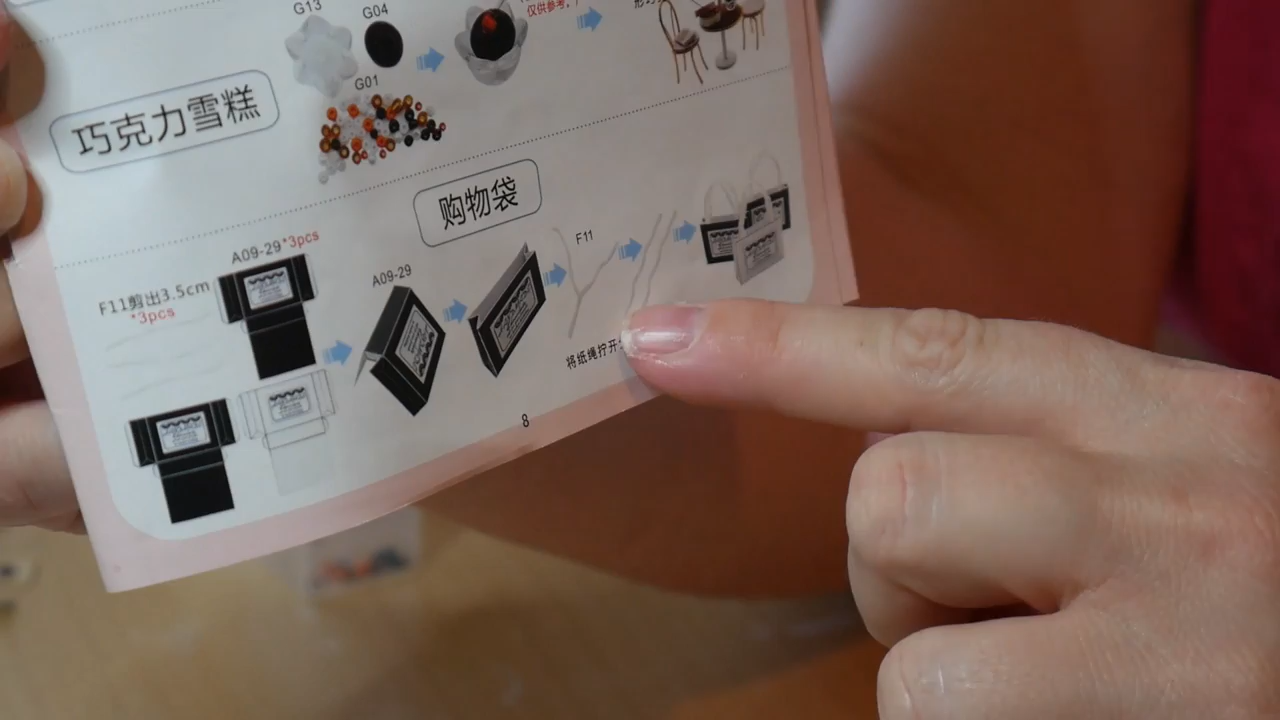 G13
G04
仅供参考，
G01
巧克力雪糕
购物袋
A09-29*3pcs
F11剪出3.5cm
*3pcs
A09-29
F11
将纸绳拧开
8